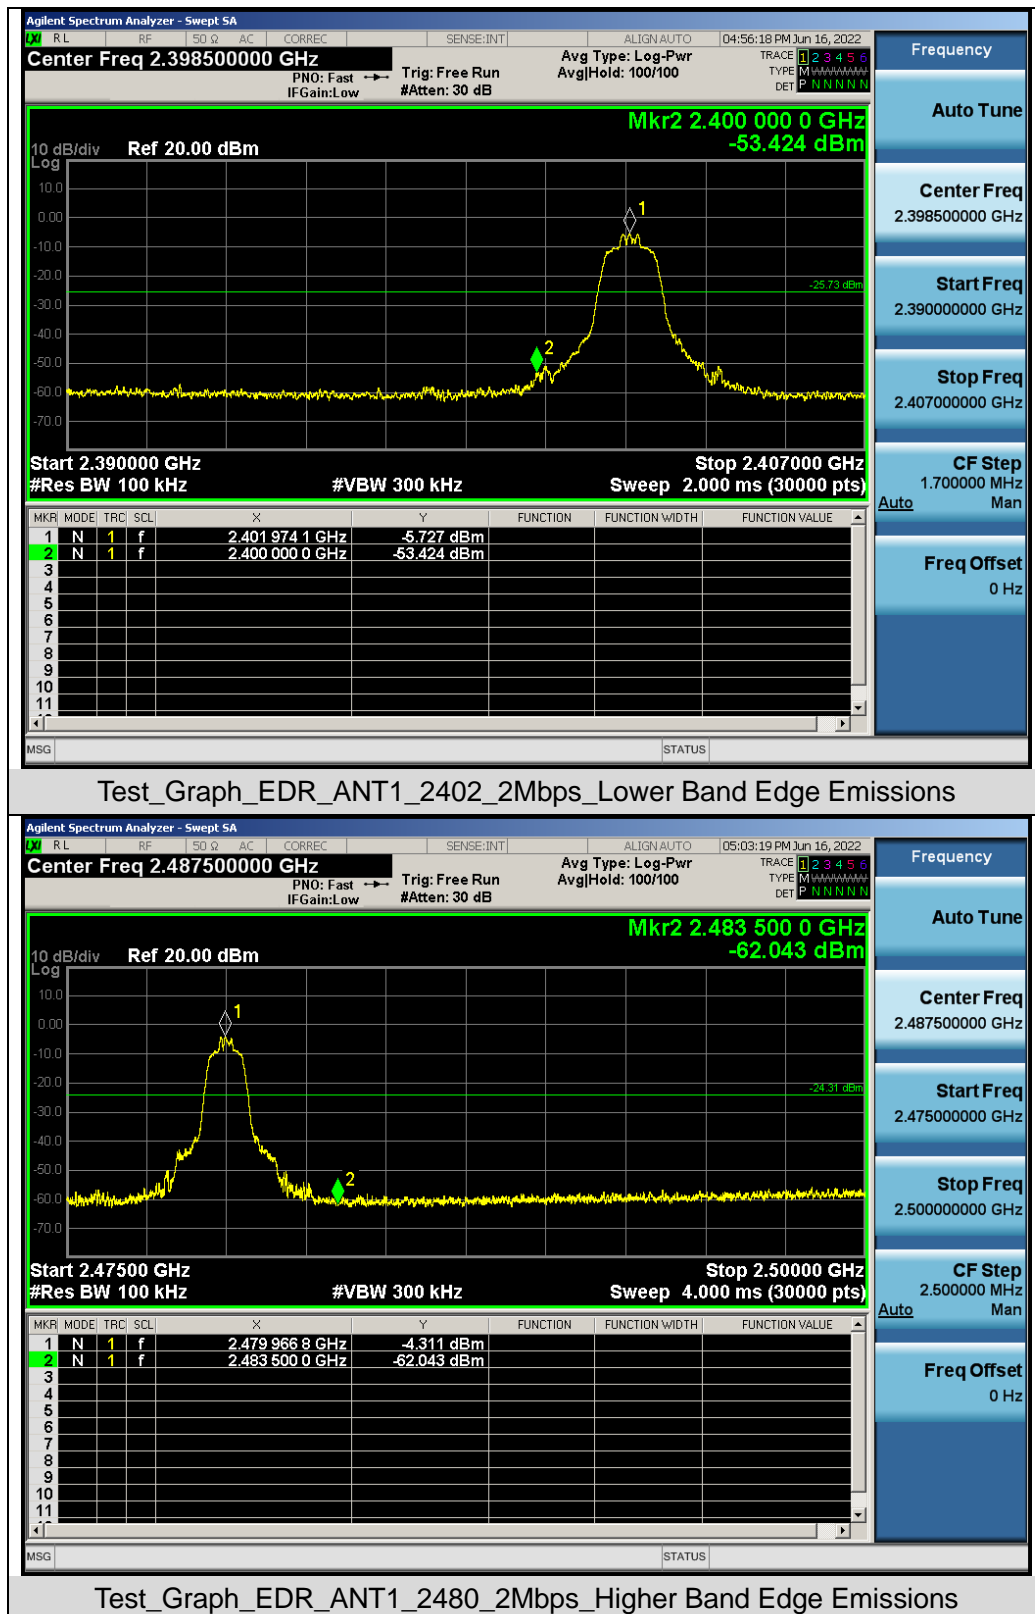 Agilent Spectrum Analyzer - Swept SA
LXI RL RF 50 Ω AC CORREC SENSE:INT ALIGN AUTO 04:56:18 PM Jun 16, 2022
Center Freq 2.398500000 GHz
PNO: Fast
IFGain:Low
Trig: Free Run
#Atten: 30 dB
Avg Type: Log-Pwr
Avg|Hold: 100/100
TRACE 1 2 3 4 5 6
TYPE M W W W W W
DET P N N N N N
Mkr2 2.400 000 0 GHz
-53.424 dBm
10 dB/div Ref 20.00 dBm
Log
10.0
0.00
-10.0
-20.0
-30.0
-40.0
-50.0
-60.0
-70.0
1
2
-25.73 dBm
Start 2.390000 GHz Stop 2.407000 GHz
#Res BW 100 kHz #VBW 300 kHz Sweep 2.000 ms (30000 pts)
MKR MODE TRC SCL X Y FUNCTION FUNCTION WIDTH FUNCTION VALUE
1 N 1 f 2.401 974 1 GHz -5.727 dBm
2 N 1 f 2.400 000 0 GHz -53.424 dBm
3
4
5
6
7
8
9
10
11
MSG STATUS
Frequency
Auto Tune
Center Freq
2.398500000 GHz
Start Freq
2.390000000 GHz
Stop Freq
2.407000000 GHz
CF Step
1.700000 MHz
Auto Man
Freq Offset
0 Hz
Test_Graph_EDR_ANT1_2402_2Mbps_Lower Band Edge Emissions
Agilent Spectrum Analyzer - Swept SA
LXI RL RF 50 Ω AC CORREC SENSE:INT ALIGN AUTO 05:03:19 PM Jun 16, 2022
Center Freq 2.487500000 GHz
PNO: Fast
IFGain:Low
Trig: Free Run
#Atten: 30 dB
Avg Type: Log-Pwr
Avg|Hold: 100/100
TRACE 1 2 3 4 5 6
TYPE M W W W W W
DET P N N N N N
Mkr2 2.483 500 0 GHz
-62.043 dBm
10 dB/div Ref 20.00 dBm
Log
10.0
0.00
-10.0
-20.0
-30.0
-40.0
-50.0
-60.0
-70.0
1
2
-24.31 dBm
Start 2.47500 GHz Stop 2.50000 GHz
#Res BW 100 kHz #VBW 300 kHz Sweep 4.000 ms (30000 pts)
MKR MODE TRC SCL X Y FUNCTION FUNCTION WIDTH FUNCTION VALUE
1 N 1 f 2.479 966 8 GHz -4.311 dBm
2 N 1 f 2.483 500 0 GHz -62.043 dBm
3
4
5
6
7
8
9
10
11
MSG STATUS
Frequency
Auto Tune
Center Freq
2.487500000 GHz
Start Freq
2.475000000 GHz
Stop Freq
2.500000000 GHz
CF Step
2.500000 MHz
Auto Man
Freq Offset
0 Hz
Test_Graph_EDR_ANT1_2480_2Mbps_Higher Band Edge Emissions